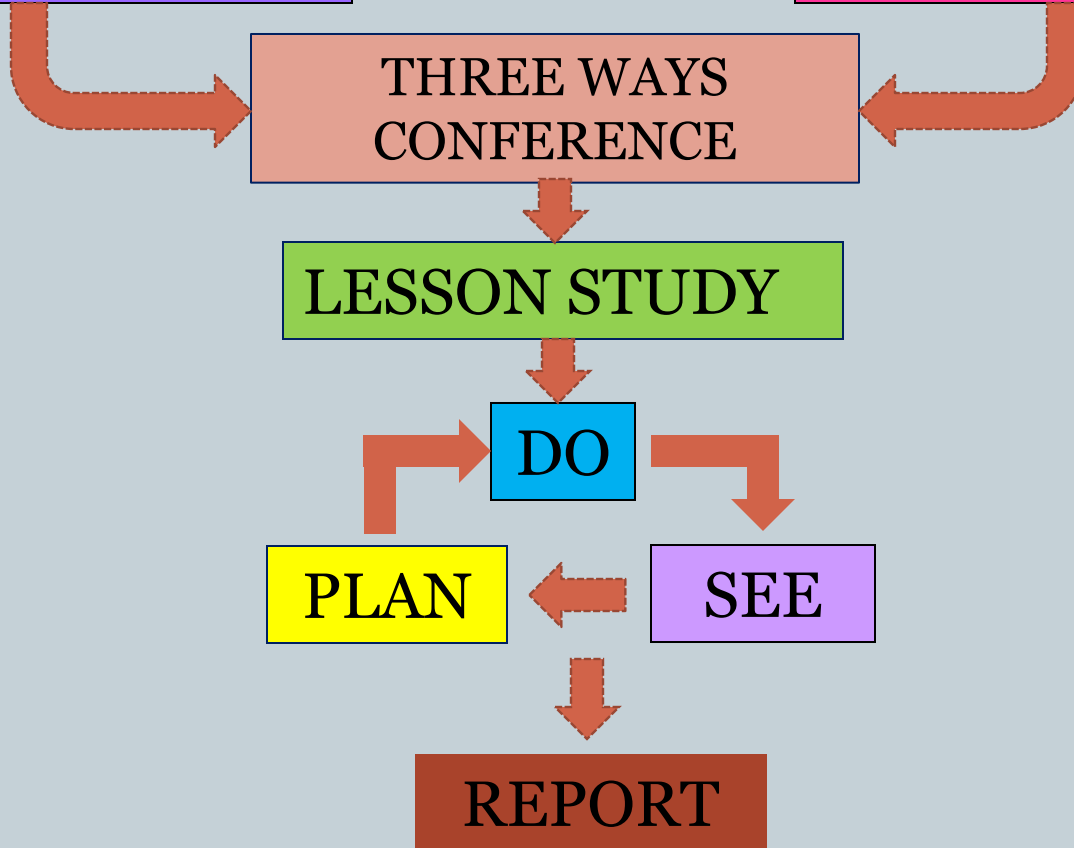 THREE WAYS
CONFERENCE
LESSON STUDY
DO
PLAN
SEE
REPORT